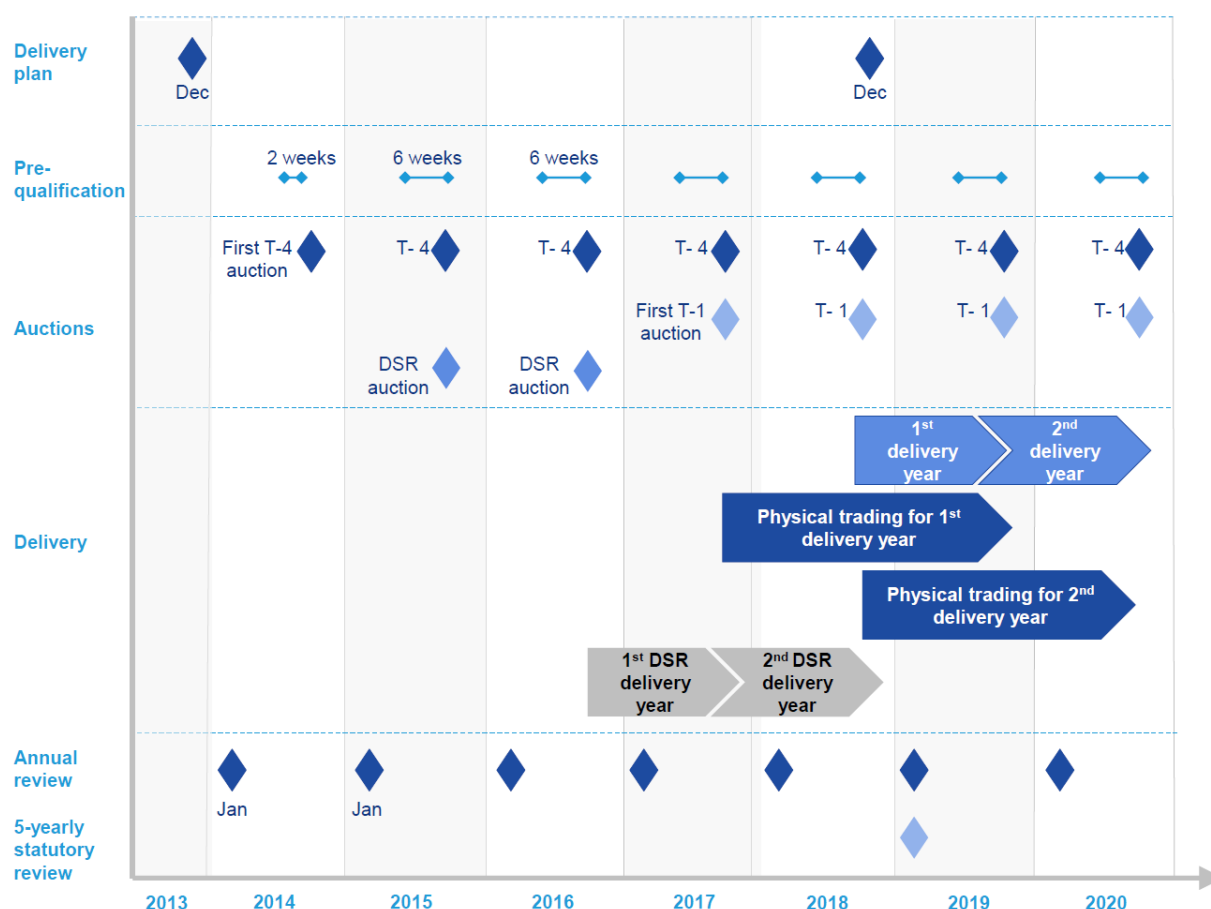 Delivery
plan
Dec
Dec
Pre-
qualification
2 weeks
6 weeks
6 weeks
Auctions
First T-4
auction
T- 4
T- 4
T- 4
T- 4
T- 4
T- 4
First T-1
auction
T- 1
T- 1
T- 1
DSR
auction
DSR
auction
Delivery
1st
delivery
year
2nd
delivery
year
Physical trading for 1st
delivery year
Physical trading for 2nd
delivery year
1st DSR
delivery
year
2nd DSR
delivery
year
Annual
review
Jan
Jan
5-yearly
statutory
review
2013
2014
2015
2016
2017
2018
2019
2020